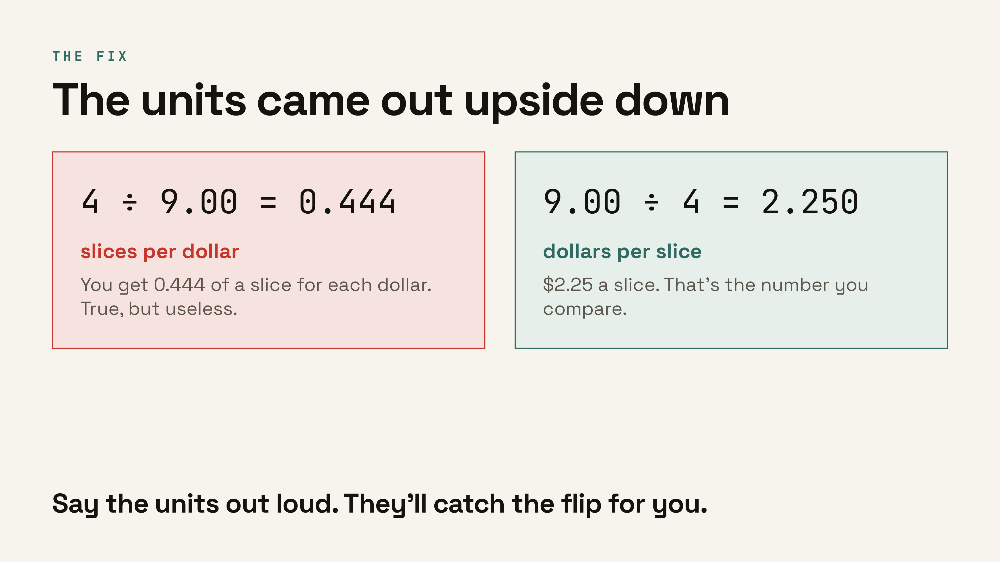 THE FIX
The units came out upside down
4 ÷ 9.00 = 0.444
slices per dollar
You get 0.444 of a slice for each dollar.
True, but useless.
9.00 ÷ 4 = 2.250
dollars per slice
$2.25 a slice. That’s the number you
compare.
Say the units out loud. They’ll catch the flip for you.